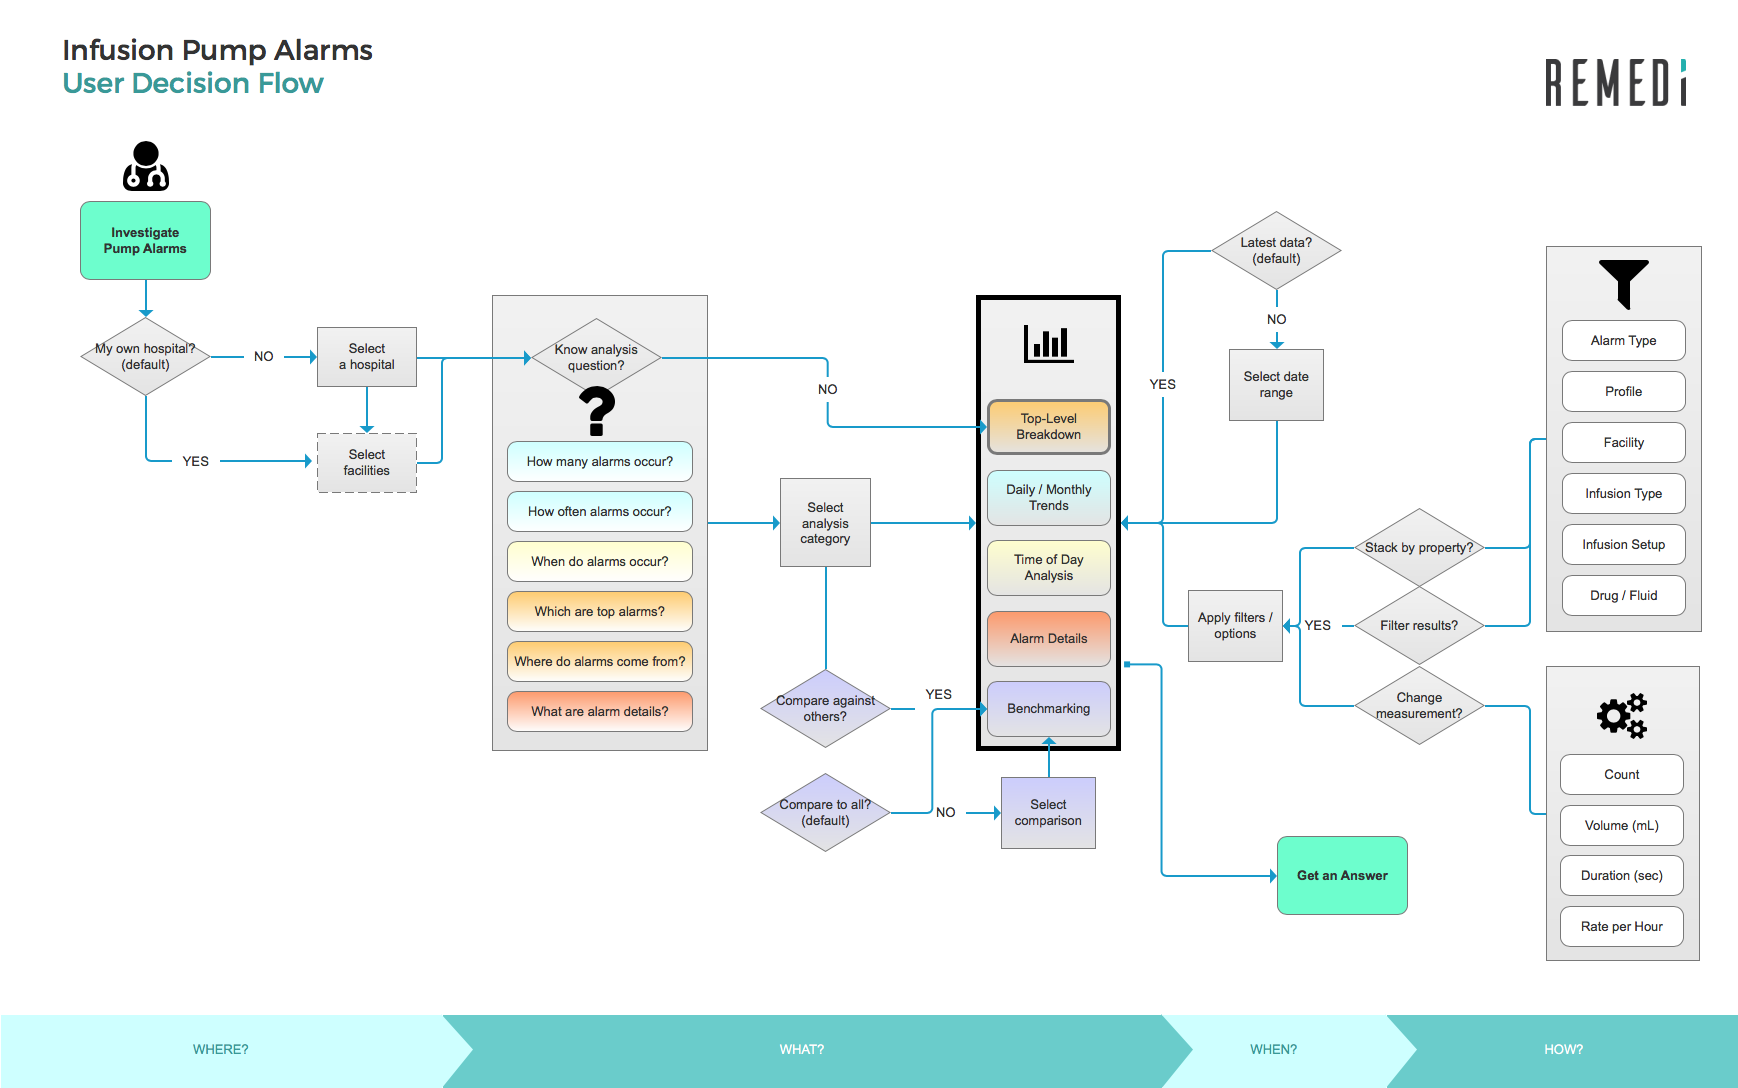 Infusion Pump Alarms
User Decision Flow
REMEDi
Investigate
Pump Alarms
My own hospital?
(default)
NO
YES
Select
a hospital
Select
facilities
Know analysis
question?
?
How many alarms occur?
How often alarms occur?
When do alarms occur?
Which are top alarms?
Where do alarms come from?
What are alarm details?
NO
Select
analysis
category
Compare against
others?
YES
Compare to all?
(default)
NO
Select
comparison
Top-Level
Breakdown
Daily / Monthly
Trends
Time of Day
Analysis
Alarm Details
Benchmarking
Latest data?
(default)
NO
YES
Select date
range
Apply filters /
options
YES
Stack by property?
Filter results?
Change
measurement?
Get an Answer
Alarm Type
Profile
Facility
Infusion Type
Infusion Setup
Drug / Fluid
Count
Volume (mL)
Duration (sec)
Rate per Hour
WHERE?
WHAT?
WHEN?
HOW?